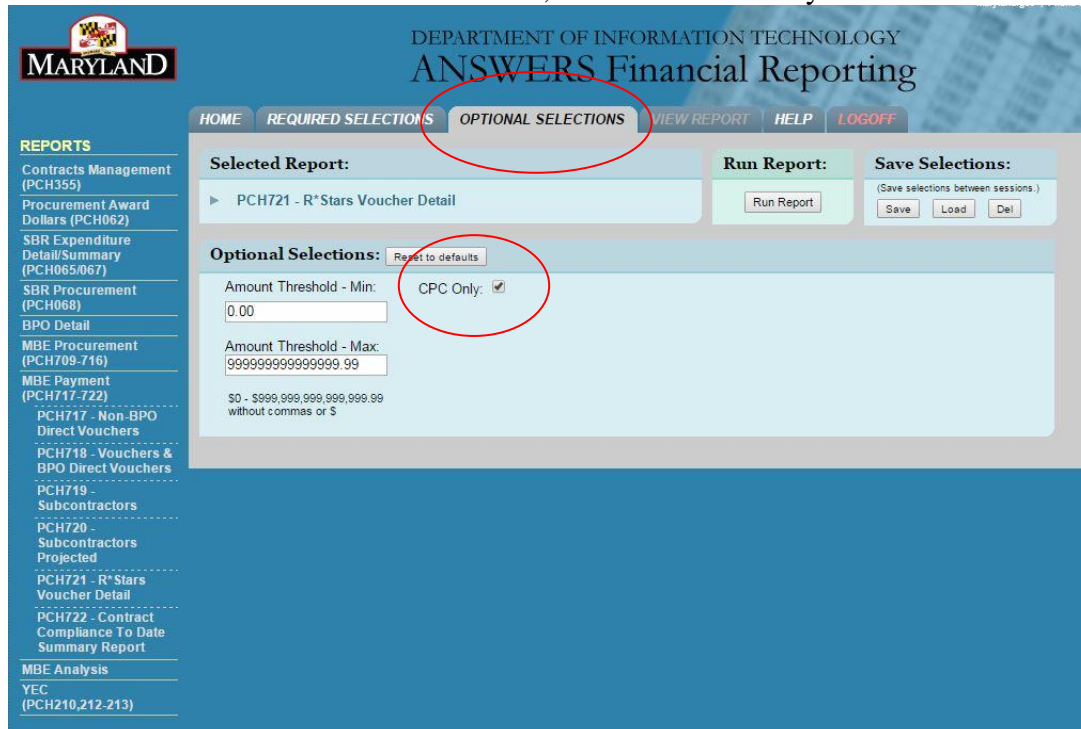 MARYLAND
DEPARTMENT OF INFORMATION TECHNOLOGY
ANSWERS Financial Reporting
HOME REQUIRED SELECTIONS OPTIONAL SELECTIONS VIEW REPORT HELP LOGOFF
REPORTS
Contracts Management
(PCH355)
Procurement Award
Dollars (PCH062)
SBR Expenditure
Detail/Summary
(PCH065/067)
SBR Procurement
(PCH068)
BPO Detail
MBE Procurement
(PCH709-716)
MBE Payment
(PCH717-722)
PCH717 - Non-BPO
Direct Vouchers
PCH718 - Vouchers &
BPO Direct Vouchers
PCH719 -
Subcontractors
PCH720 -
Subcontractors
Projected
PCH721 - R*Stars
Voucher Detail
PCH722 - Contract
Compliance To Date
Summary Report
MBE Analysis
YEC
(PCH210,212-213)
Selected Report:
PCH721 - R*Stars Voucher Detail
Run Report:
Run Report
Save Selections:
(Save selections between sessions.)
Save Load Del
Optional Selections: Reset to defaults
Amount Threshold - Min: CPC Only:
0.00
Amount Threshold - Max:
999999999999999.99
$0 - $999,999,999,999,999.99
without commas or $